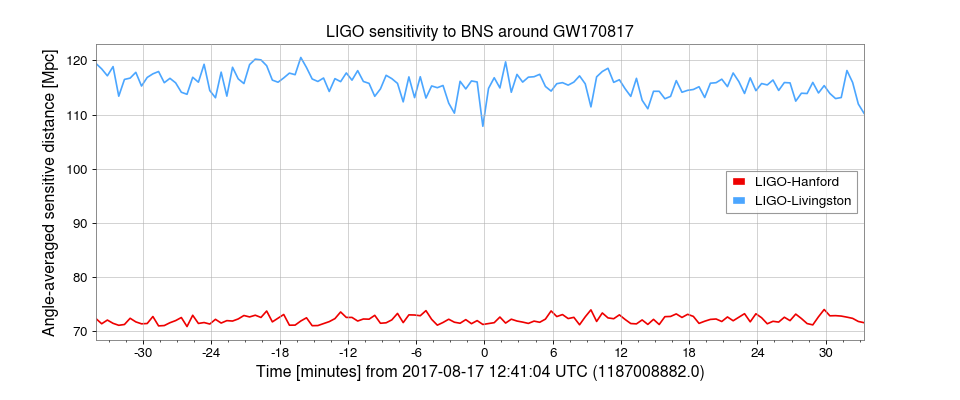 LIGO sensitivity to BNS around GW170817
Angle-averaged sensitive distance [Mpc]
120
110
100
90
80
70
LIGO-Hanford
LIGO-Livingston
-30 -24 -18 -12 -6 0 6 12 18 24 30
Time [minutes] from 2017-08-17 12:41:04 UTC (1187008882.0)